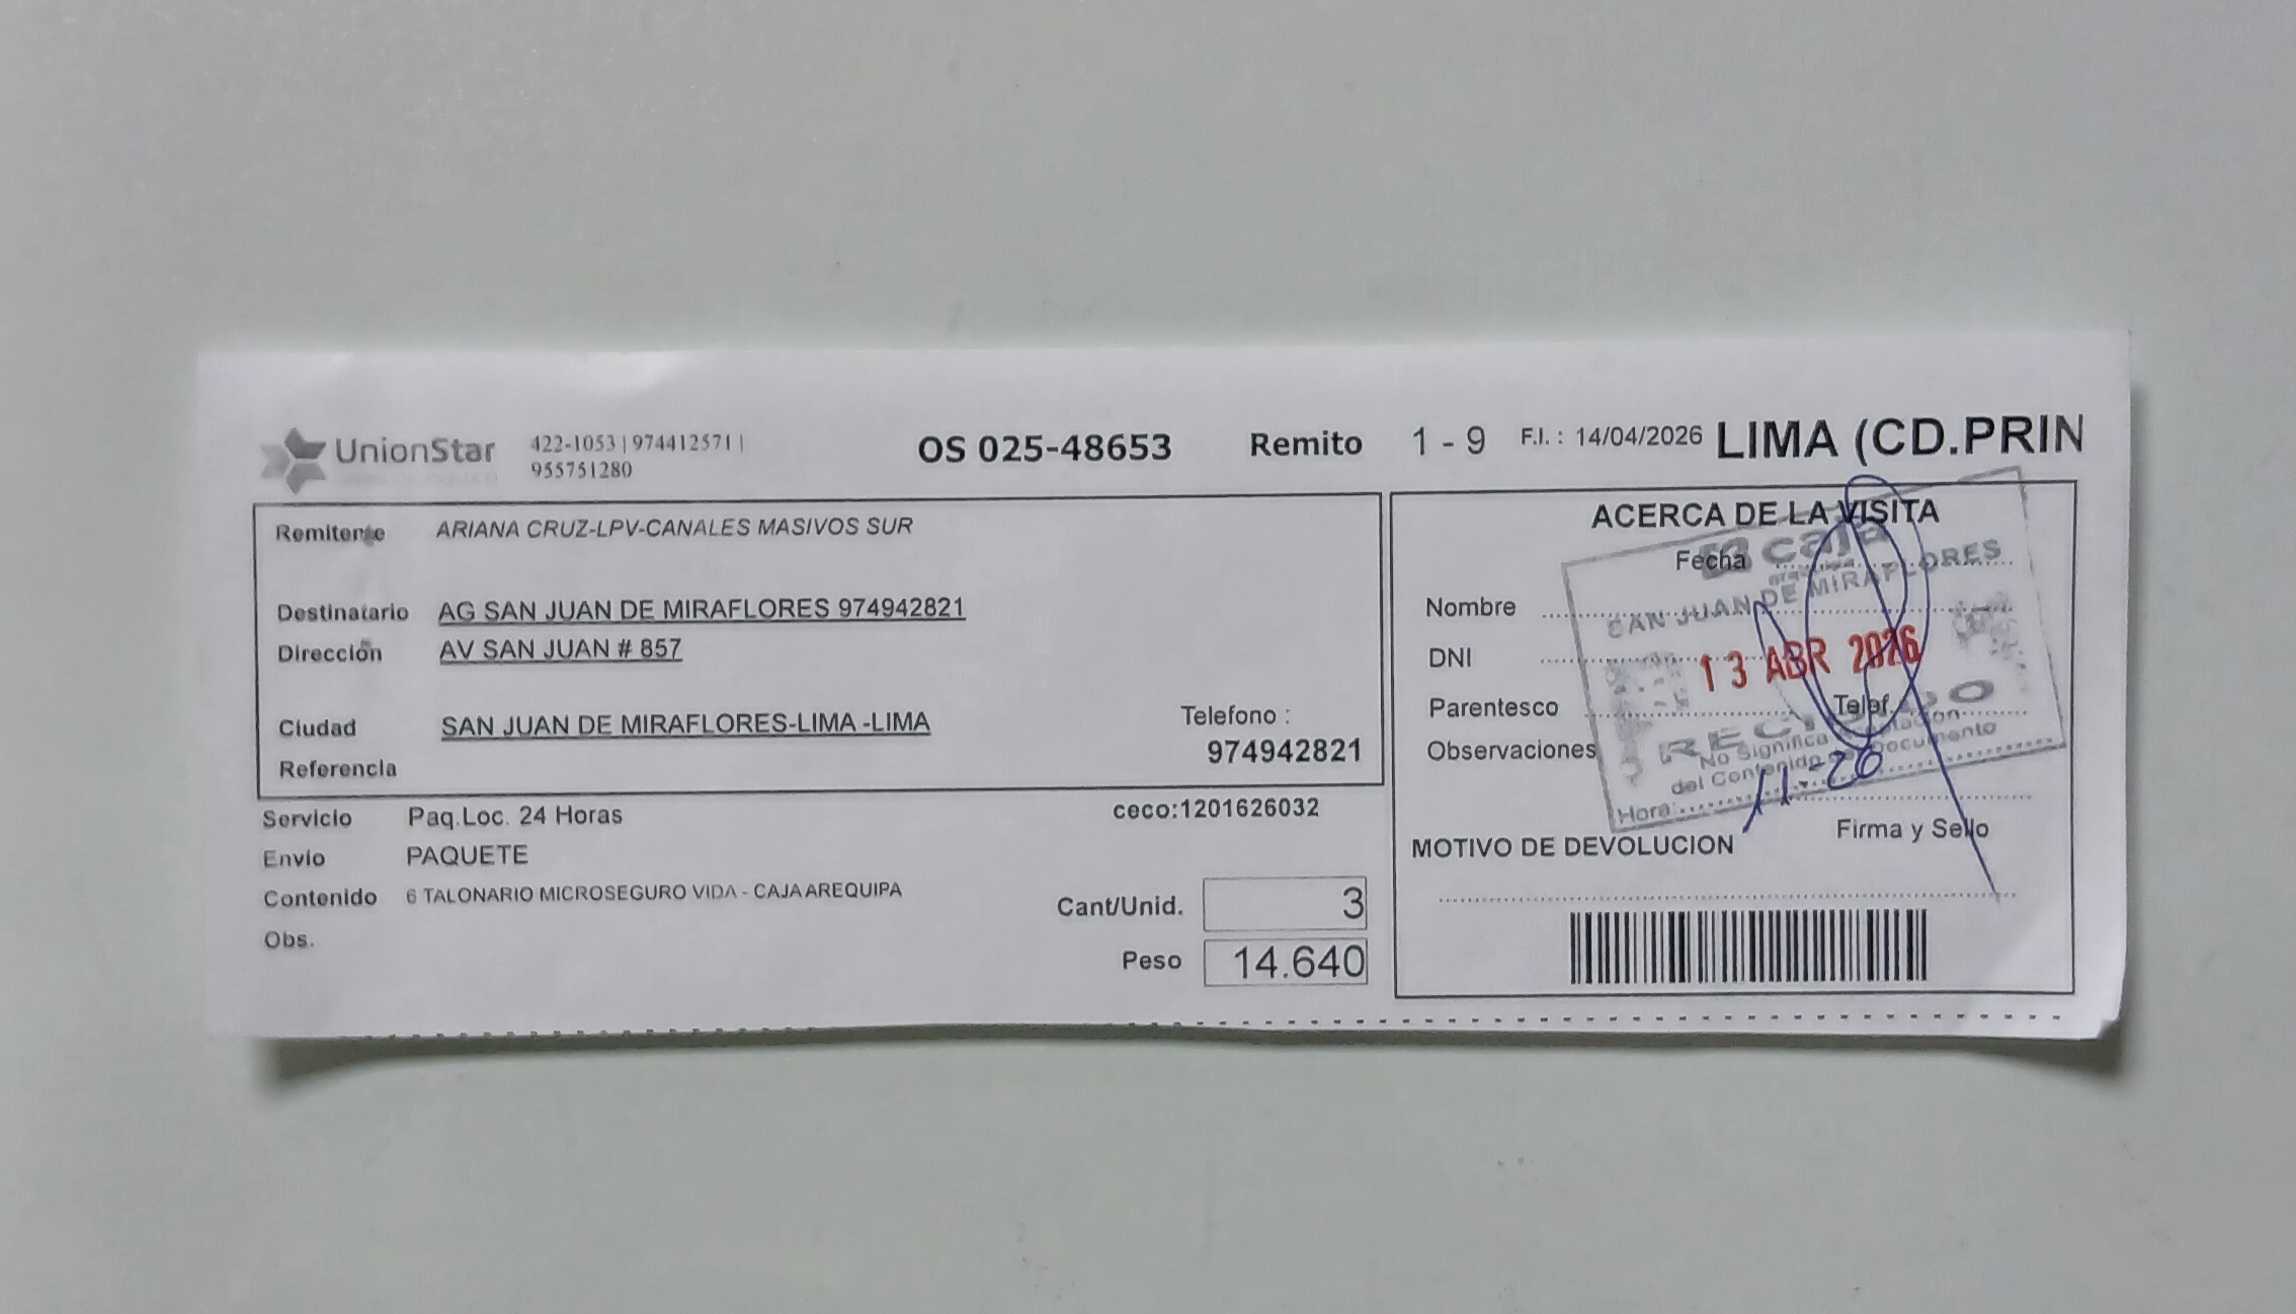 UnionStar 422-1053 | 974412571 | OS 025-48653 Remito 1 - 9 F.I. : 14/04/2026 LIMA (CD.PRIN
955751280
Remitente ARIANA CRUZ-LPV-CANALES MASIVOS SUR
Destinatario AG SAN JUAN DE MIRAFLORES 974942821
Dirección AV SAN JUAN # 857
Ciudad SAN JUAN DE MIRAFLORES-LIMA -LIMA
Telefono :
974942821
Referencia
Servicio Paq.Loc. 24 Horas
ceco:1201626032
Envio PAQUETE
Contenido 6 TALONARIO MICROSEGURO VIDA - CAJA AREQUIPA
Obs.
Cant/Unid. 3
Peso 14.640
ACERCA DE LA VISITA
Fecha
Nombre
DNI
Parentesco Telef.
Observaciones
Firma y Sello
MOTIVO DE DEVOLUCION
caja
SAN JUAN DE MIRAFLORES
13 ABR 2026
RECIBIDO
No Significa Aceptacion
del Contenido del Documento
Hora: 11-20